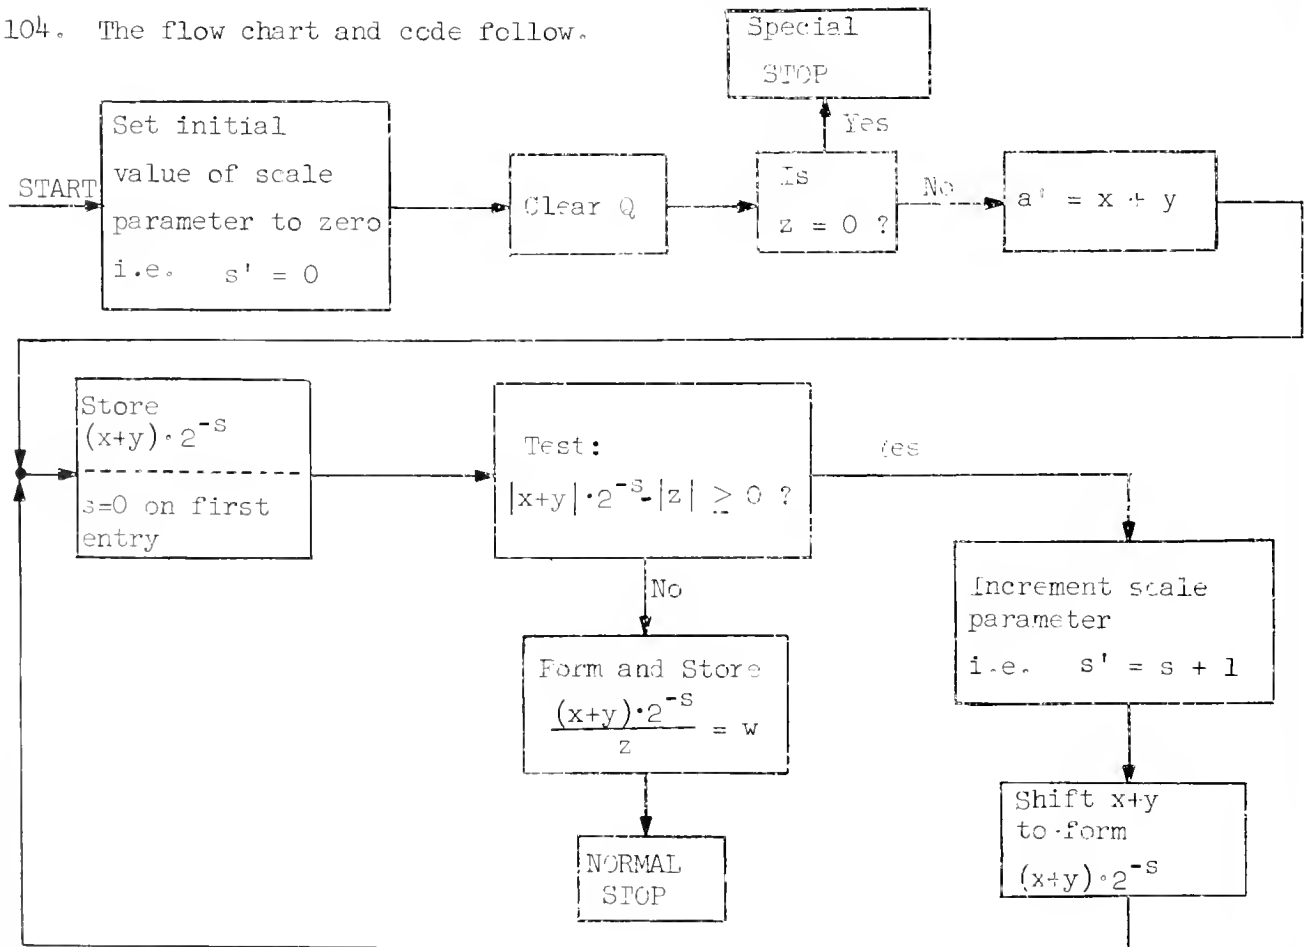 104. The flow chart and code follow.
Special
STOP
Yes
START
Set initial
value of scale
parameter to zero
i.e. s' = 0
Clear Q
Is
z = 0 ?
No
a' = x + y
Store
(x+y)·2^-s
s=0 on first
entry
Test:
|x+y|·2^-s-|z| ≥ 0 ?
Yes
No
Increment scale
parameter
i.e. s' = s + 1
Form and Store
(x+y)·2^-s
z
= w
Shift x+y
to form
(x+y)·2^-s
NORMAL
STOP